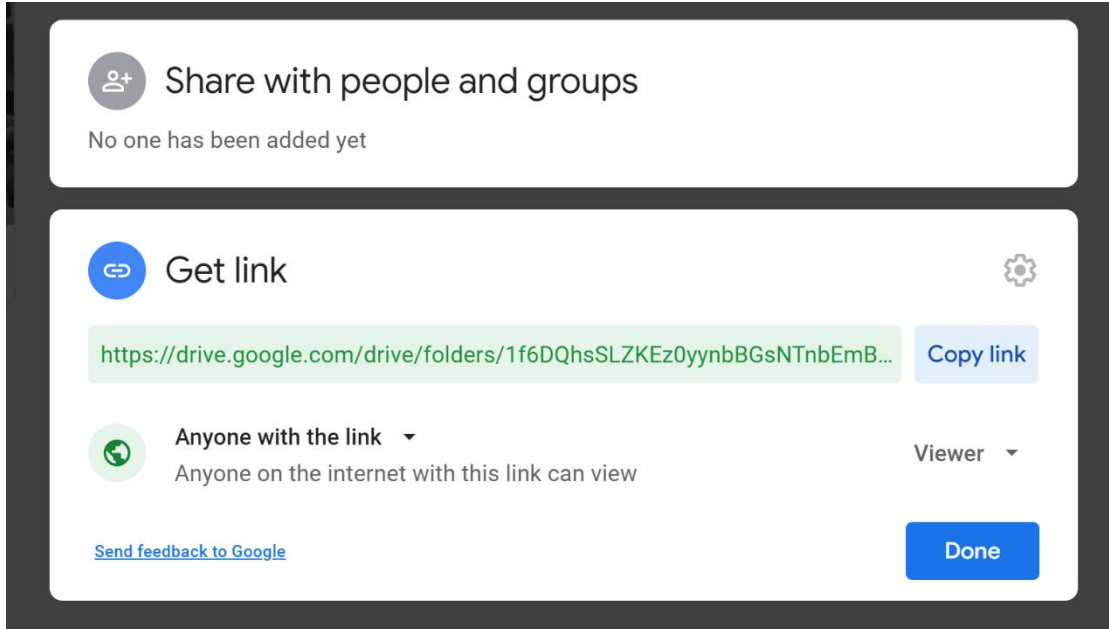 Share with people and groups
No one has been added yet
Get link
https://drive.google.com/drive/folders/1f6DQhsSLZKEz0yynbBGsNTnbEmB...
Copy link
Anyone with the link
Viewer
Anyone on the internet with this link can view
Send feedback to Google
Done